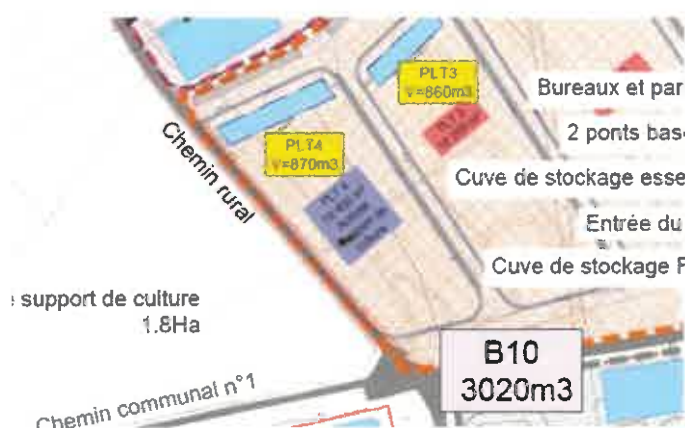 PLT3
v=860m3
Bureaux et par
2 ponts bas
PLT4
v=870m3
Chemin rural
Cuve de stockage esse
Entrée du
Cuve de stockage F
support de culture
1.8Ha
B10
3020m3
Chemin communal n°1